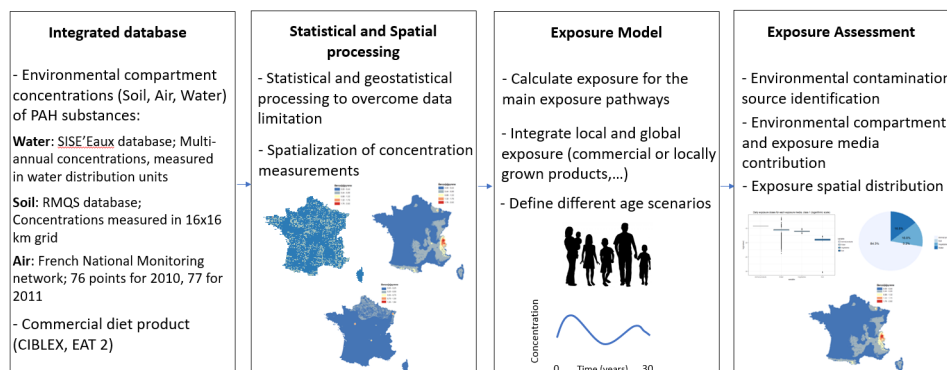 Integrated database
- Environmental compartment
concentrations (Soil, Air, Water)
of PAH substances:
Water: SISE'Eaux database; Multi-
annual concentrations, measured
in water distribution units
Soil: RMQS database;
Concentrations measured in 16x16
km grid
Air: French National Monitoring
network; 76 points for 2010, 77 for
2011
- Commercial diet product
(CIBLEX, EAT 2)
Statistical and Spatial
processing
- Statistical and geostatistical
processing to overcome data
limitation
- Spatialization of concentration
measurements
Exposure Model
- Calculate exposure for the
main exposure pathways
- Integrate local and global
exposure (commercial or locally
grown products,...)
- Define different age scenarios
Concentration
0 Time (years) 30
Exposure Assessment
- Environmental contamination
source identification
- Environmental compartment
and exposure media
contribution
- Exposure spatial distribution